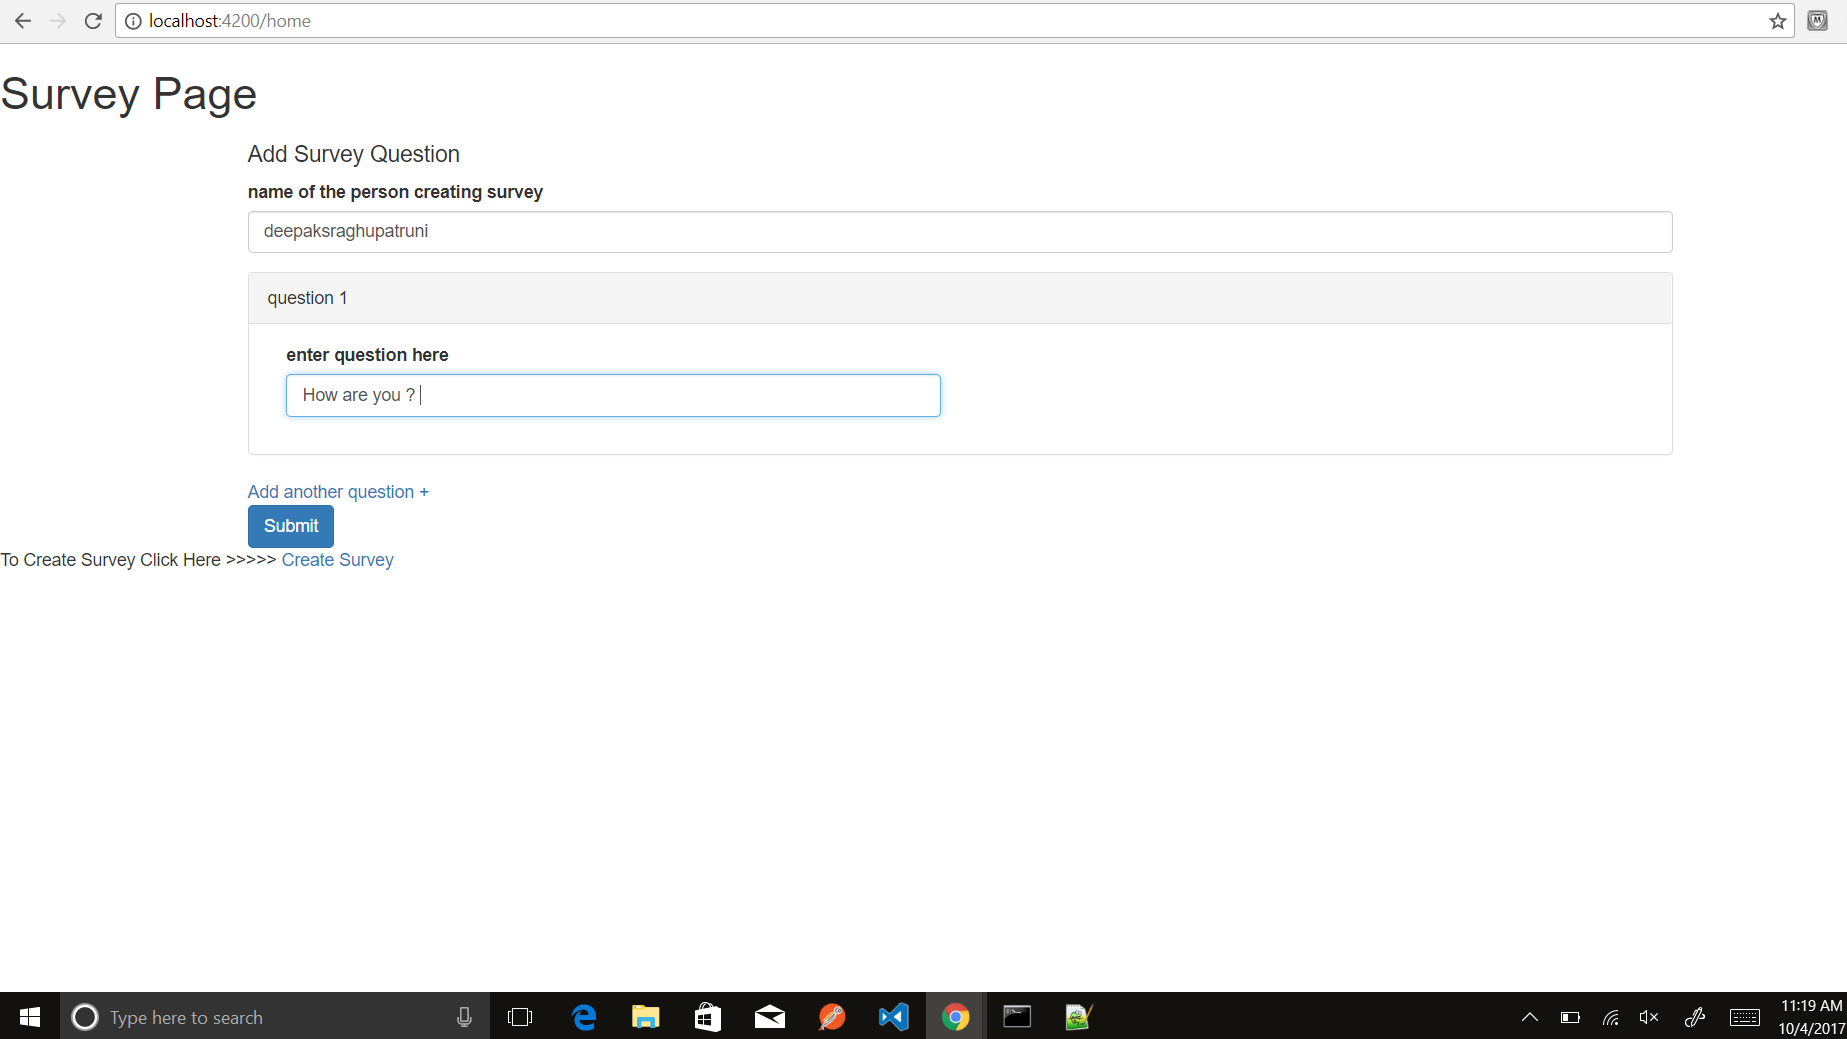 localhost:4200/home
Survey Page
Add Survey Question
name of the person creating survey
deepaksraghupatruni
question 1
enter question here
How are you ?
Add another question +
Submit
To Create Survey Click Here >>>>> Create Survey
Type here to search
11:19 AM
10/4/2017